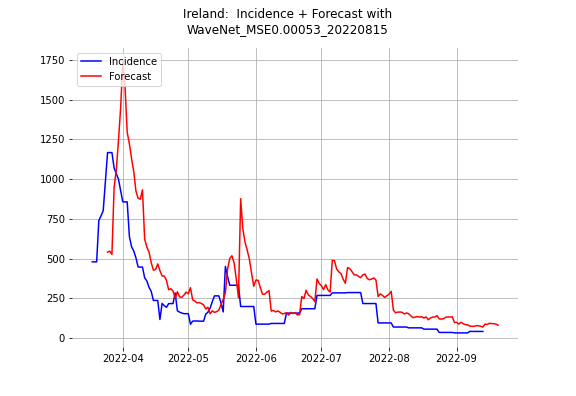 Ireland:  Incidence + Forecast with
WaveNet_MSE0.00053_20220815
Incidence
Forecast
1750
1500
1250
1000
750
500
250
0
2022-04 2022-05 2022-06 2022-07 2022-08 2022-09